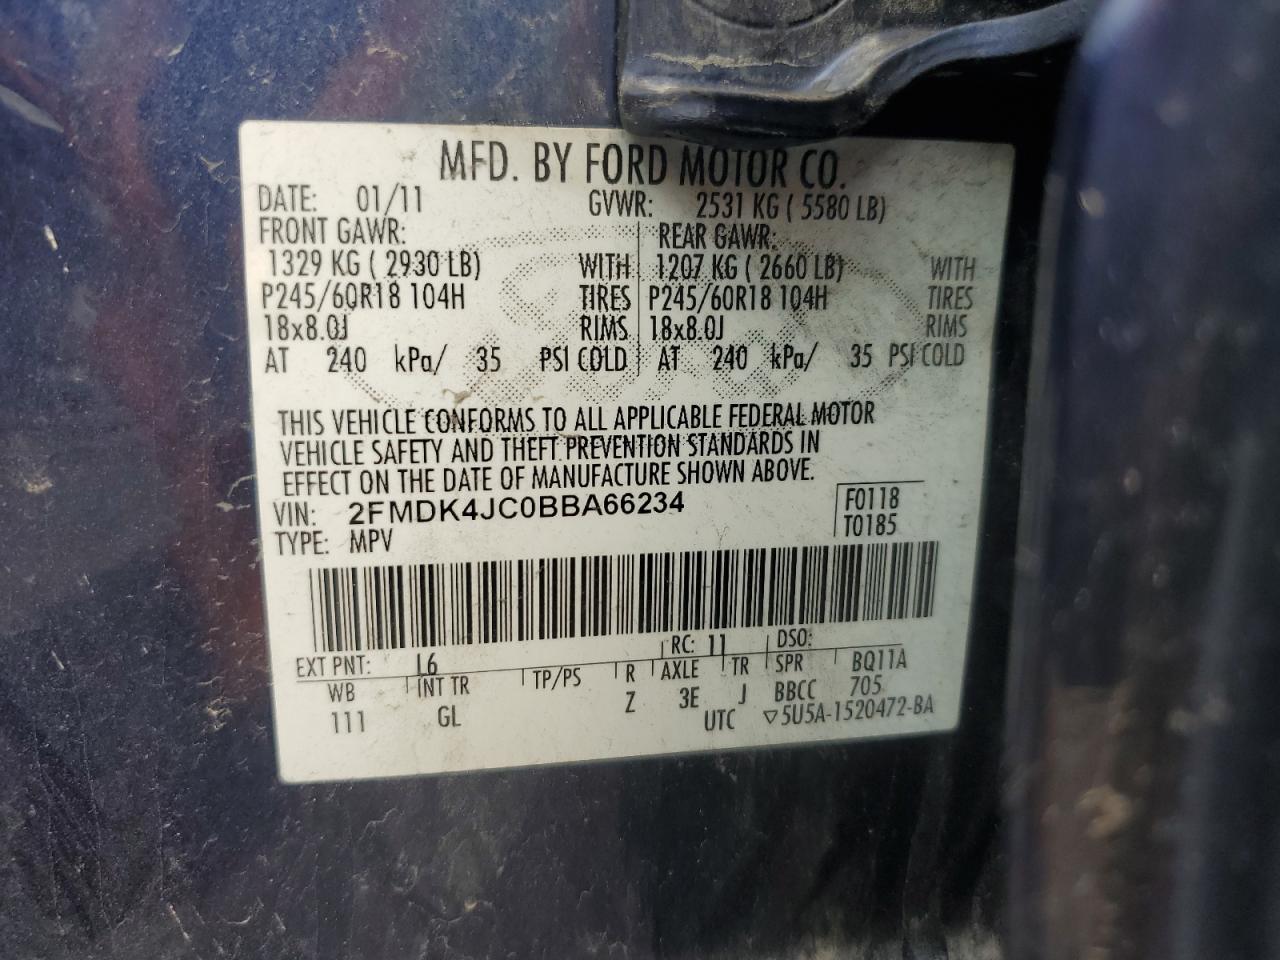 MFD. BY FORD MOTOR CO.
DATE: 01/11 GVWR: 2531 KG ( 5580 LB)
FRONT GAWR: REAR GAWR:
1329 KG ( 2930 LB) WITH 1207 KG ( 2660 LB) WITH
P245/60R18 104H TIRES P245/60R18 104H TIRES
18x8.0J RIMS 18x8.0J RIMS
AT 240 kPa/ 35 PSI COLD AT 240 kPa/ 35 PSI COLD
THIS VEHICLE CONFORMS TO ALL APPLICABLE FEDERAL MOTOR
VEHICLE SAFETY AND THEFT PREVENTION STANDARDS IN
EFFECT ON THE DATE OF MANUFACTURE SHOWN ABOVE.
VIN: 2FMDK4JC0BBA66234 F0118
TYPE: MPV T0185
RC: 11 DSO:
EXT PNT: L6 BQ11A
WB INT TR TP/PS R AXLE TR SPR 705
111 GL Z 3E J BBCC
UTC ▽5U5A-1520472-BA